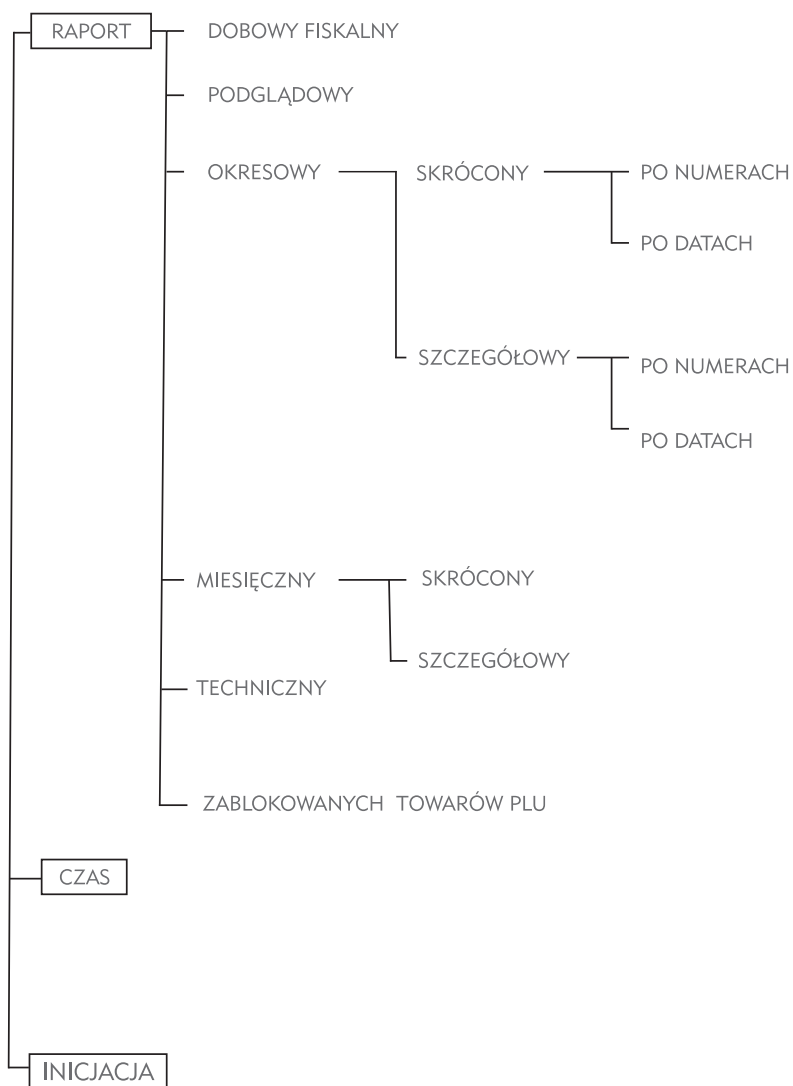 RAPORT
DOBOWY FISKALNY
PODGLĄDOWY
OKRESOWY
SKRÓCONY
PO NUMERACH
PO DATACH
SZCZEGÓŁOWY
PO NUMERACH
PO DATACH
MIESIĘCZNY
SKRÓCONY
SZCZEGÓŁOWY
TECHNICZNY
ZABLOKOWANYCH TOWARÓW PLU
CZAS
INICJACJA